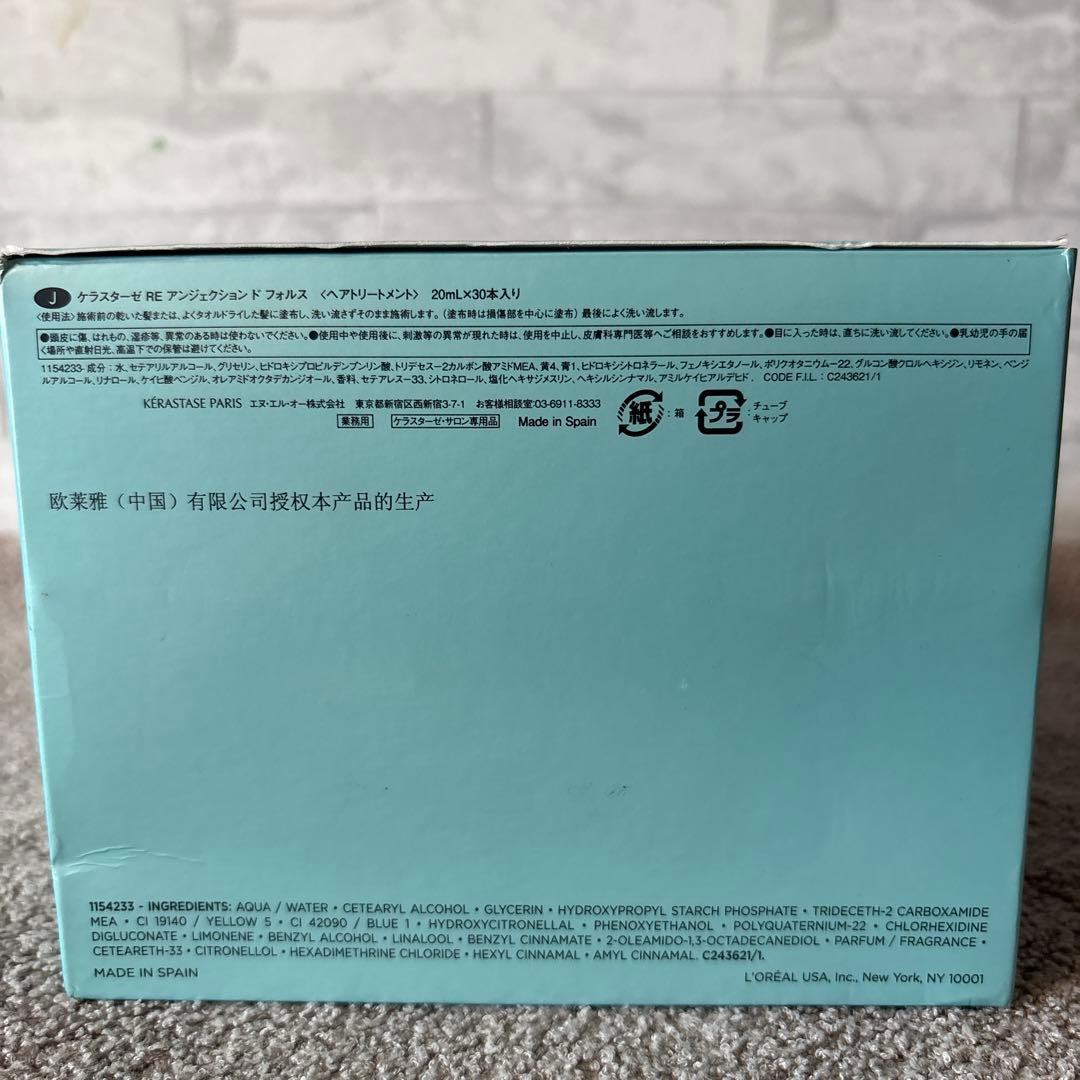 J ケラスターゼ RE アンジェクション ド フォルス 〈ヘアトリートメント〉 20mL×30本入り
〈使用法〉施術前の乾いた髪または、よくタオルドライした髪に塗布し、洗い流さずそのまま施術します。（塗布時は損傷部を中心に塗布）最後によく洗い流します。
●頭皮に傷、はれもの、湿疹等、異常のある時は使わないでください。●使用中や使用後に、刺激等の異常が現れた時は、使用を中止し、皮膚科専門医等へご相談をおすすめします。●目に入った時は、直ちに洗い流してください。●乳幼児の手の届
く場所や直射日光、高温下での保管は避けてください。
1154233- 成分：水、セテアリルアルコール、グリセリン、ヒドロキシプロピルデンプンリン酸、トリデセス-2カルボン酸アミドMEA、黄4、青1、ヒドロキシシトロネラール、フェノキシエタノール、ポリクオタニウム-22、グルコン酸クロルヘキシジン、リモネン、ベンジ
ルアルコール、リナロール、ケイヒ酸ベンジル、オレアミドオクタデカンジオール、香料、セテアレス-33、シトロネロール、塩化ヘキサジメスリン、ヘキシルシンナマル、アミルケイヒアルデヒド． CODE F.I.L. : C243621/1
KÉRASTASE PARIS エヌ・エル・オー株式会社 東京都新宿区西新宿3-7-1 お客様相談室:03-6911-8333 紙 : 箱 プラ : チューブ
キャップ
業務用 ケラスターゼ・サロン専用品 Made in Spain
欧莱雅（中国）有限公司授权本产品的生产
1154233 - INGREDIENTS: AQUA / WATER • CETEARYL ALCOHOL • GLYCERIN • HYDROXYPROPYL STARCH PHOSPHATE • TRIDECETH-2 CARBOXAMIDE
MEA • CI 19140 / YELLOW 5 • CI 42090 / BLUE 1 • HYDROXYCITRONELLAL • PHENOXYETHANOL • POLYQUATERNIUM-22 • CHLORHEXIDINE
DIGLUCONATE • LIMONENE • BENZYL ALCOHOL • LINALOOL • BENZYL CINNAMATE • 2-OLEAMIDO-1,3-OCTADECANEDIOL • PARFUM / FRAGRANCE •
CETEARETH-33 • CITRONELLOL • HEXADIMETHRINE CHLORIDE • HEXYL CINNAMAL • AMYL CINNAMAL. C243621/1.
MADE IN SPAIN L'ORÉAL USA, Inc., New York, NY 10001